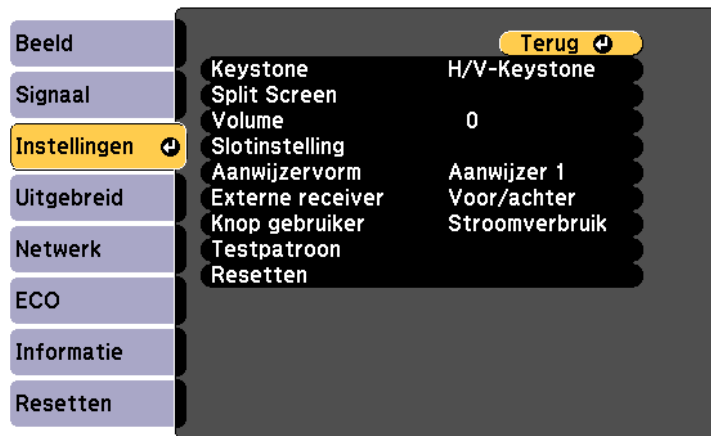 Beeld
Signaal
Instellingen
Uitgebreid
Netwerk
ECO
Informatie
Resetten
Terug
Keystone H/V-Keystone
Split Screen
Volume 0
Slotinstelling
Aanwijzervorm Aanwijzer 1
Externe receiver Voor/achter
Knop gebruiker Stroomverbruik
Testpatroon
Resetten